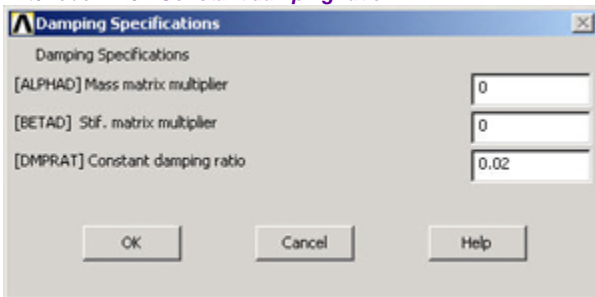 Damping Specifications
Damping Specifications
[ALPHAD] Mass matrix multiplier 0
[BETAD] Stif. matrix multiplier 0
[DMPRAT] Constant damping ratio 0.02
OK Cancel Help